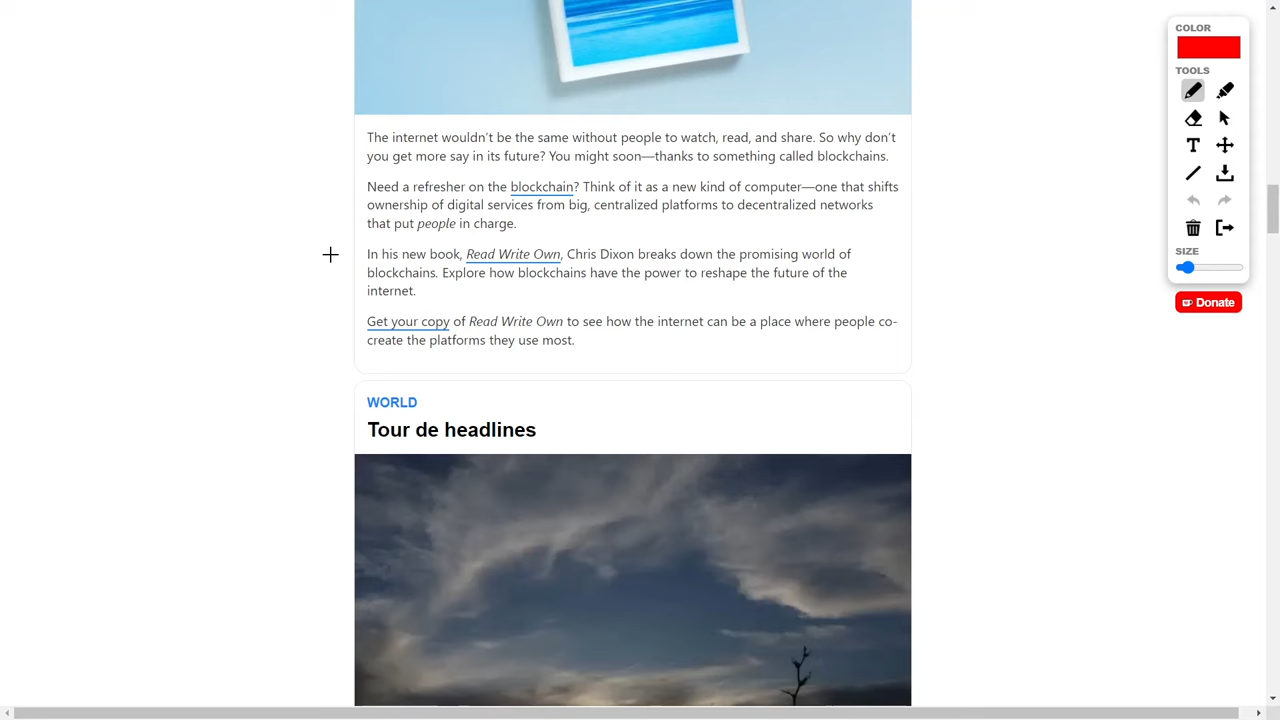 COLOR
TOOLS
T
SIZE
Donate
The internet wouldn't be the same without people to watch, read, and share. So why don't
you get more say in its future? You might soon—thanks to something called blockchains.
Need a refresher on the blockchain? Think of it as a new kind of computer—one that shifts
ownership of digital services from big, centralized platforms to decentralized networks
that put people in charge.
In his new book, Read Write Own, Chris Dixon breaks down the promising world of
blockchains. Explore how blockchains have the power to reshape the future of the
internet.
Get your copy of Read Write Own to see how the internet can be a place where people co-
create the platforms they use most.
WORLD
Tour de headlines